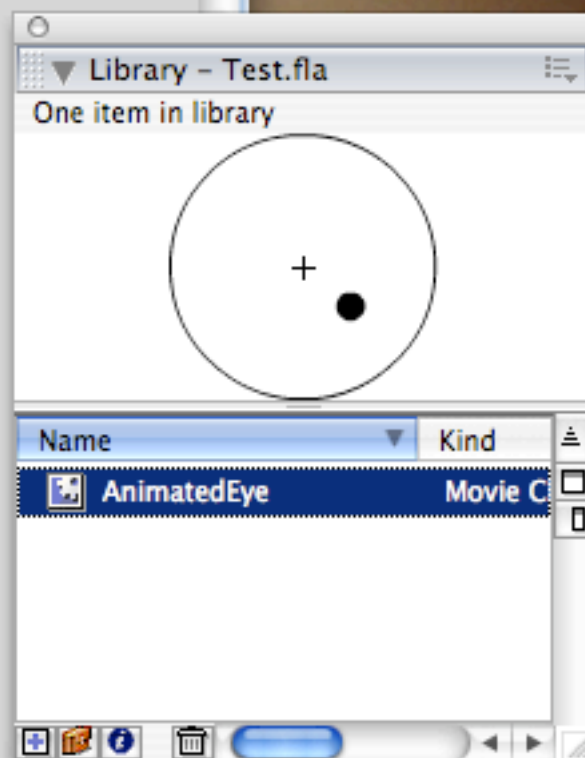 Library – Test.fla
One item in library
Name Kind
AnimatedEye Movie C